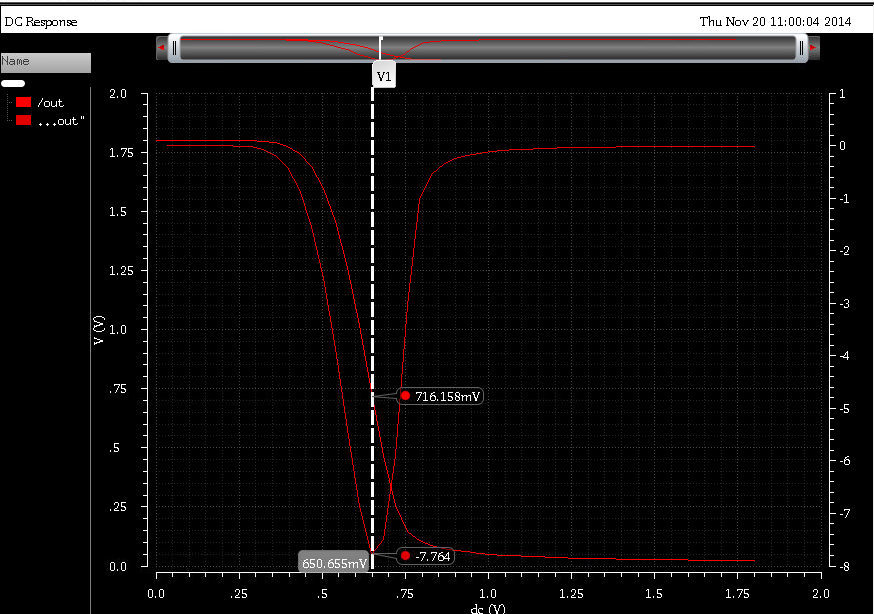 DC Response
Thu Nov 20 11:00:04 2014
Name
V1
/out
...out"
2.0
1.75
1.5
1.25
1.0
.75
.5
.25
0.0
V (V)
1
0
-1
-2
-3
-4
-5
-6
-7
-8
716.158mV
-7.764
650.655mV
0.0
.25
.5
.75
1.0
1.25
1.5
1.75
2.0
dc (V)